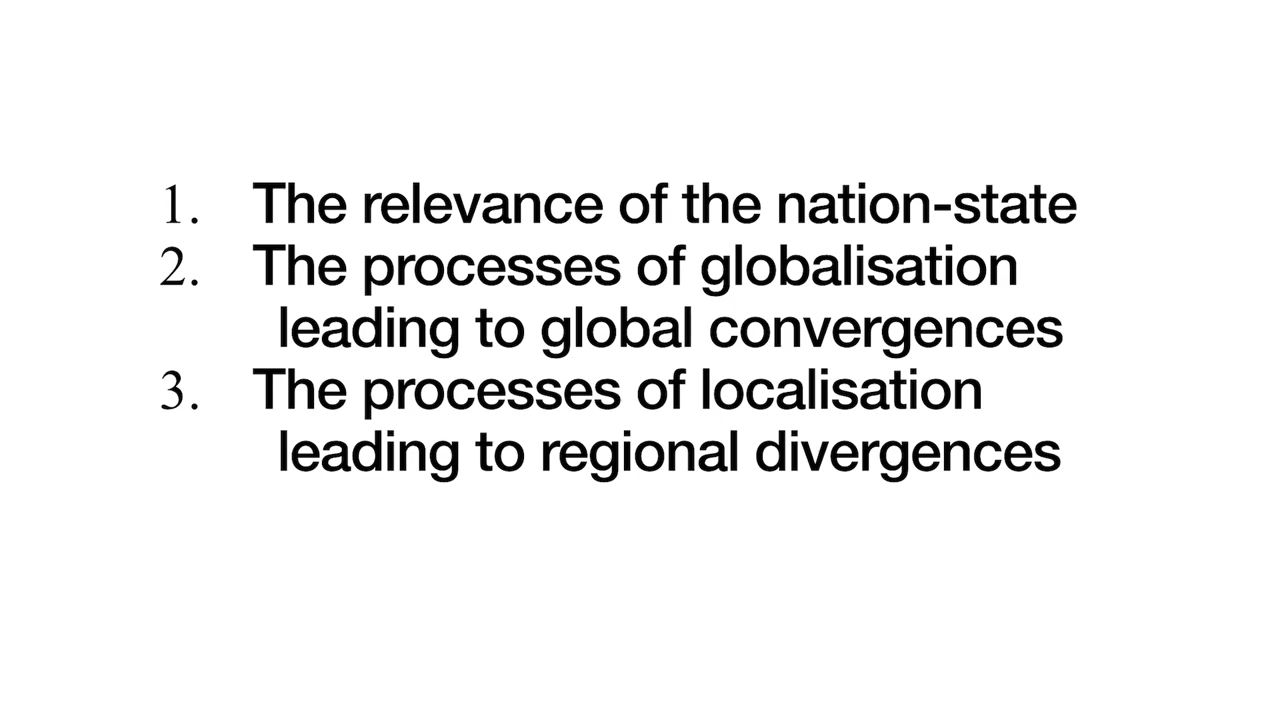 1. The relevance of the nation-state
2. The processes of globalisation
leading to global convergences
3. The processes of localisation
leading to regional divergences